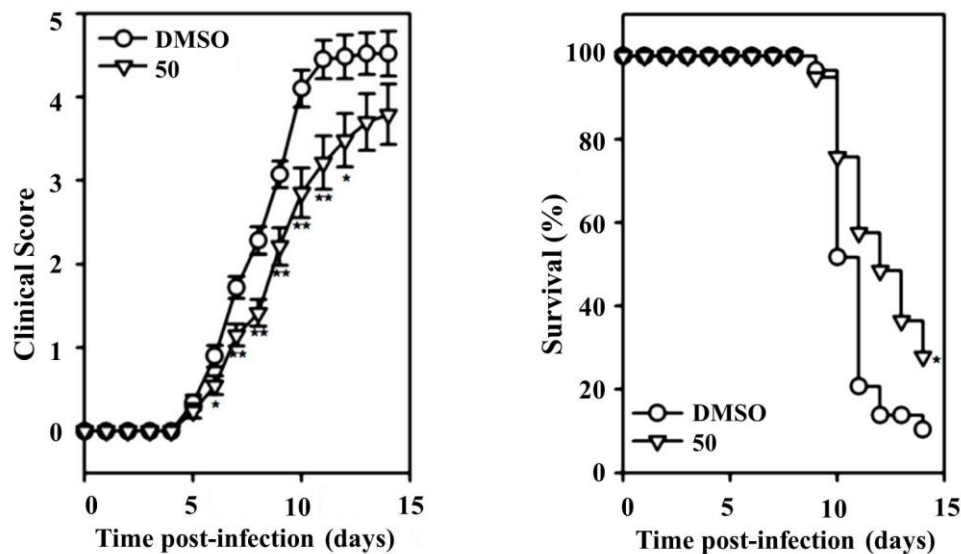 5
4
3
2
1
0
Clinical Score
DMSO
50
*
**
**
**
**
**
*
0 5 10 15
Time post-infection (days)
100
80
60
40
20
0
Survival (%)
*
DMSO
50
0 5 10 15
Time post-infection (days)